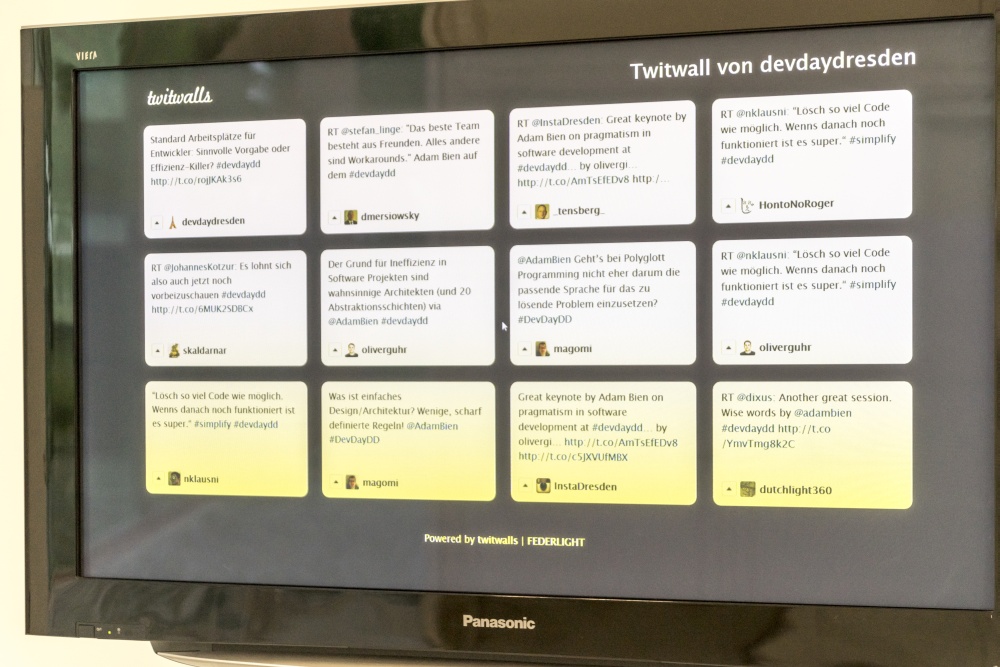 VIERA
Twitwall von devdaydresden
twitwalls
Standard Arbeitsplätze für
Entwickler: Sinnvolle Vorgabe oder
Effizienz-Killer? #devdaydd
http://t.co/rojJKAk3s6
devdaydresden
RT @stefan_linge: "Das beste Team
besteht aus Freunden. Alles andere
sind Workarounds." Adam Bien auf
dem #devdaydd
dmersiowsky
RT @InstaDresden: Great keynote by
Adam Bien on pragmatism in
software development at
#devdaydd... by olivergi...
http://t.co/AmTsEfEDv8 http:/...
_tensberg_
RT @nklausni: "Lösch so viel Code
wie möglich. Wenns danach noch
funktioniert ist es super." #simplify
#devdaydd
HontoNoRoger
RT @JohannesKotzur: Es lohnt sich
also auch jetzt noch
vorbeizuschauen #devdaydd
http://t.co/6MUK2SDBCx
skaldarnar
Der Grund für Ineffizienz in
Software Projekten sind
wahnsinnige Architekten (und 20
Abstraktionsschichten) via
@AdamBien #devdaydd
oliverguhr
@AdamBien Geht's bei Polyglott
Programming nicht eher darum die
passende Sprache für das zu
lösende Problem einzusetzen?
#DevDayDD
magomi
RT @nklausni: "Lösch so viel Code
wie möglich. Wenns danach noch
funktioniert ist es super." #simplify
#devdaydd
oliverguhr
"Lösch so viel Code wie möglich.
Wenns danach noch funktioniert ist
es super." #simplify #devdaydd
nklausni
Was ist einfaches
Design/Architektur? Wenige, scharf
definierte Regeln! @AdamBien
#DevDayDD
magomi
Great keynote by Adam Bien on
pragmatism in software
development at #devdaydd... by
olivergi... http://t.co/AmTsEfEDv8
http://t.co/c5JXVUfMBX
InstaDresden
RT @dixus: Another great session.
Wise words by @adambien
#devdaydd http://t.co
/YmvTmg8k2C
dutchlight360
Powered by twitwalls | FEDERLIGHT
Panasonic